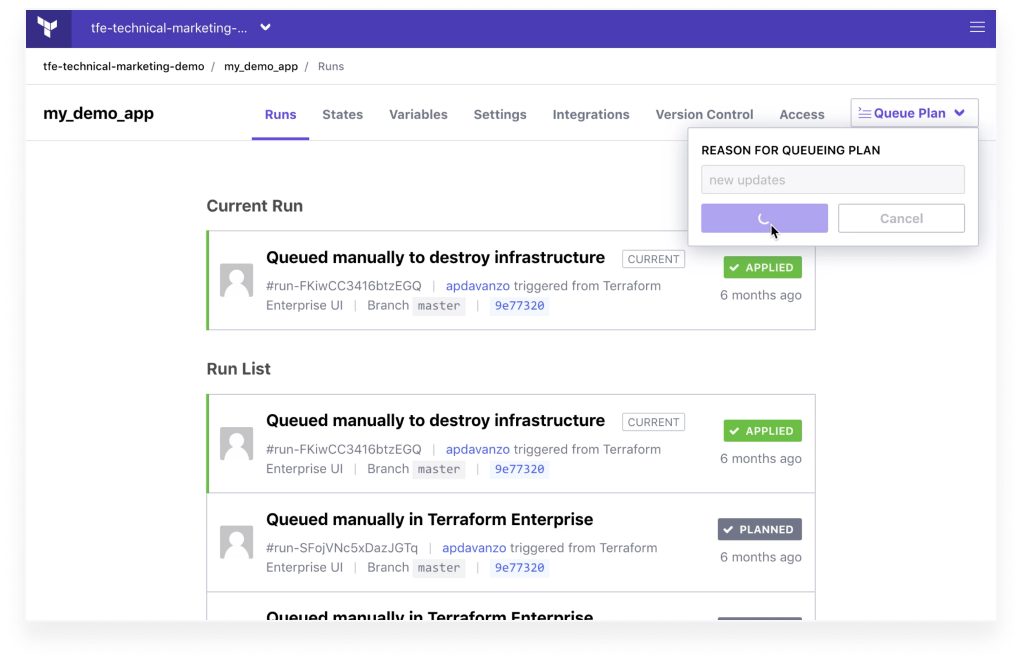 tfe-technical-marketing-...
tfe-technical-marketing-demo / my_demo_app / Runs
my_demo_app
Runs States Variables Settings Integrations Version Control Access Queue Plan
REASON FOR QUEUEING PLAN
new updates
Cancel
Current Run
Queued manually to destroy infrastructure CURRENT
APPLIED
#run-FKiwCC3416btzEGQ | apdavanzo triggered from Terraform
Enterprise UI | Branch master | 9e77320
6 months ago
Run List
Queued manually to destroy infrastructure CURRENT
APPLIED
#run-FKiwCC3416btzEGQ | apdavanzo triggered from Terraform
Enterprise UI | Branch master | 9e77320
6 months ago
Queued manually in Terraform Enterprise
PLANNED
#run-SFojVNc5xDazJGTq | apdavanzo triggered from Terraform
Enterprise UI | Branch master | 9e77320
6 months ago
Queued manually in Terraform Enterprise